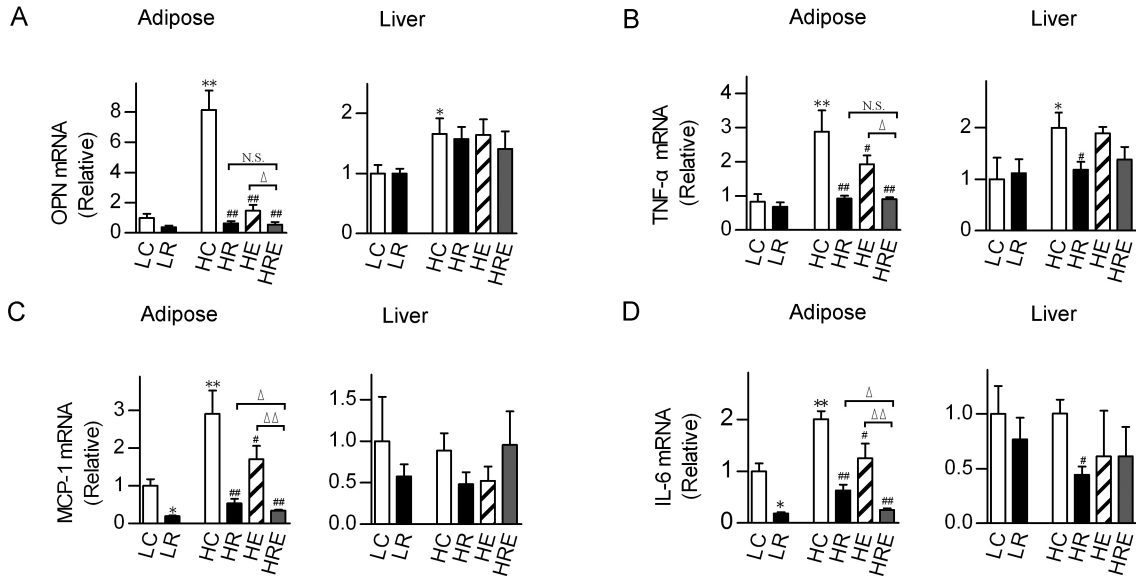 A
Adipose
Liver
OPN mRNA
(Relative)
8
6
4
2
0
**
N.S.
Δ
## ## ##
LC LR HC HR HE HRE
2
1
0
*
LC LR HC HR HE HRE
B
Adipose
Liver
TNF-α mRNA
(Relative)
4
3
2
1
0
**
N.S.
Δ
#
## ##
LC LR HC HR HE HRE
2
1
0
*
#
LC LR HC HR HE HRE
C
Adipose
Liver
MCP-1 mRNA
(Relative)
3
2
1
0
**
Δ
ΔΔ
#
## ##
*
LC LR HC HR HE HRE
1.5
1.0
0.5
0.0
LC LR HC HR HE HRE
D
Adipose
Liver
IL-6 mRNA
(Relative)
2
1
0
**
Δ
ΔΔ
#
## ##
*
LC LR HC HR HE HRE
1.0
0.5
0.0
#
LC LR HC HR HE HRE